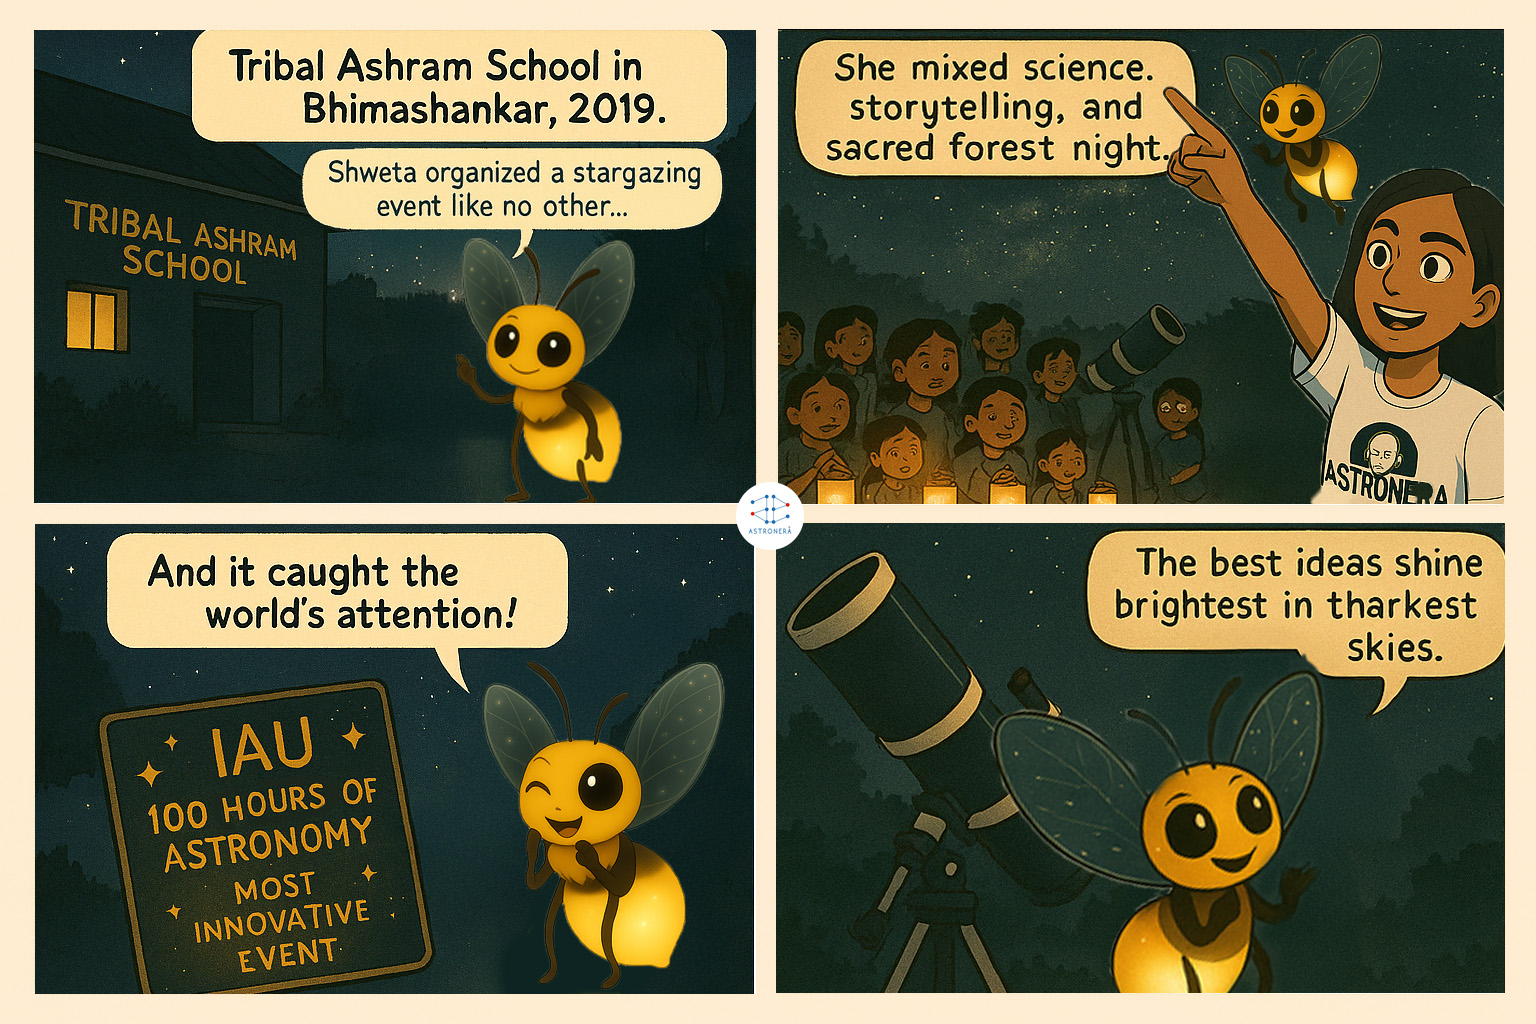 Tribal Ashram School in
Bhimashankar, 2019.
Shweta organized a stargazing
event like no other...
TRIBAL ASHRAM
SCHOOL
She mixed science.
storytelling, and
sacred forest night.
ASTRONERA
ASTRONERĀ
And it caught the
world's attention!
IAU
100 HOURS OF
ASTRONOMY
MOST
INNOVATIVE
EVENT
The best ideas shine
brightest in tharkest
skies.